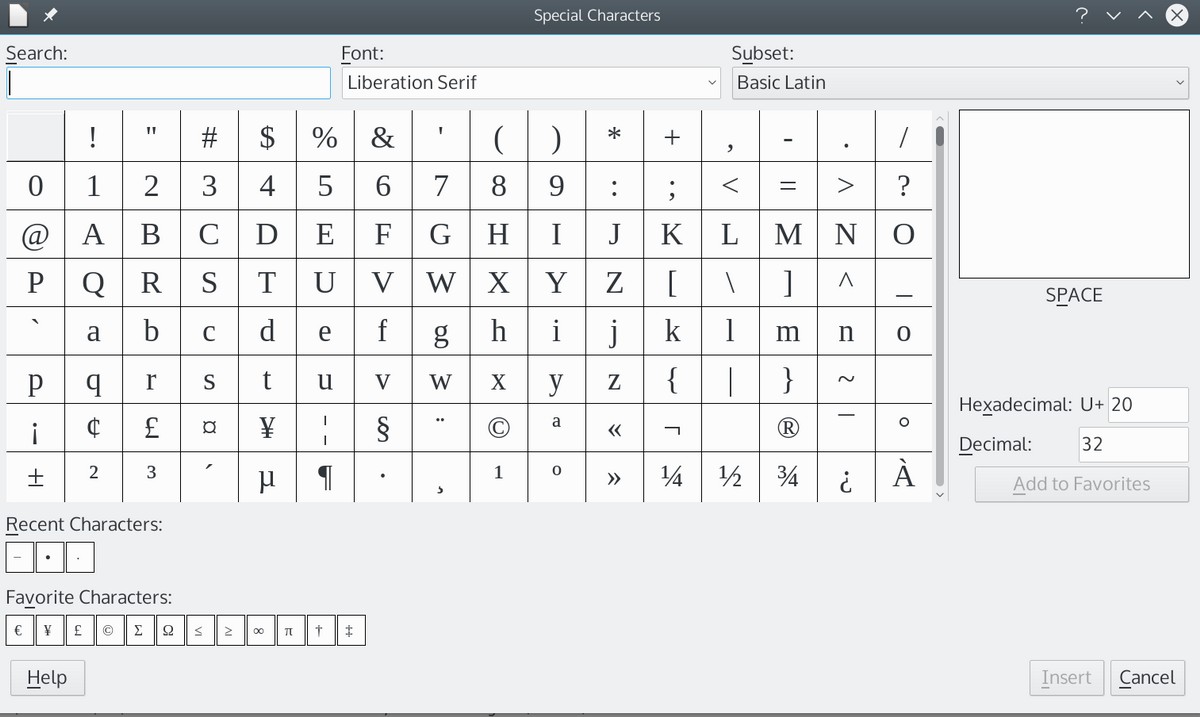 Special Characters
Search: Font: Subset:
Liberation Serif Basic Latin
! " # $ % & ' ( ) * + , - . /
0 1 2 3 4 5 6 7 8 9 : ; < = > ?
@ A B C D E F G H I J K L M N O
P Q R S T U V W X Y Z [ \ ] ^ _
SPACE
` a b c d e f g h i j k l m n o
p q r s t u v w x y z { | } ~
Hexadecimal: U+ 20
¡ ¢ £ ¤ ¥ ¦ § ¨ © ª « ¬ ® ¯ °
Decimal: 32
± ² ³ ´ µ ¶ · ¸ ¹ º » ¼ ½ ¾ ¿ À
Add to Favorites
Recent Characters:
– • ·
Favorite Characters:
€ ¥ £ © Σ Ω ≤ ≥ ∞ π † ‡
Help Insert Cancel